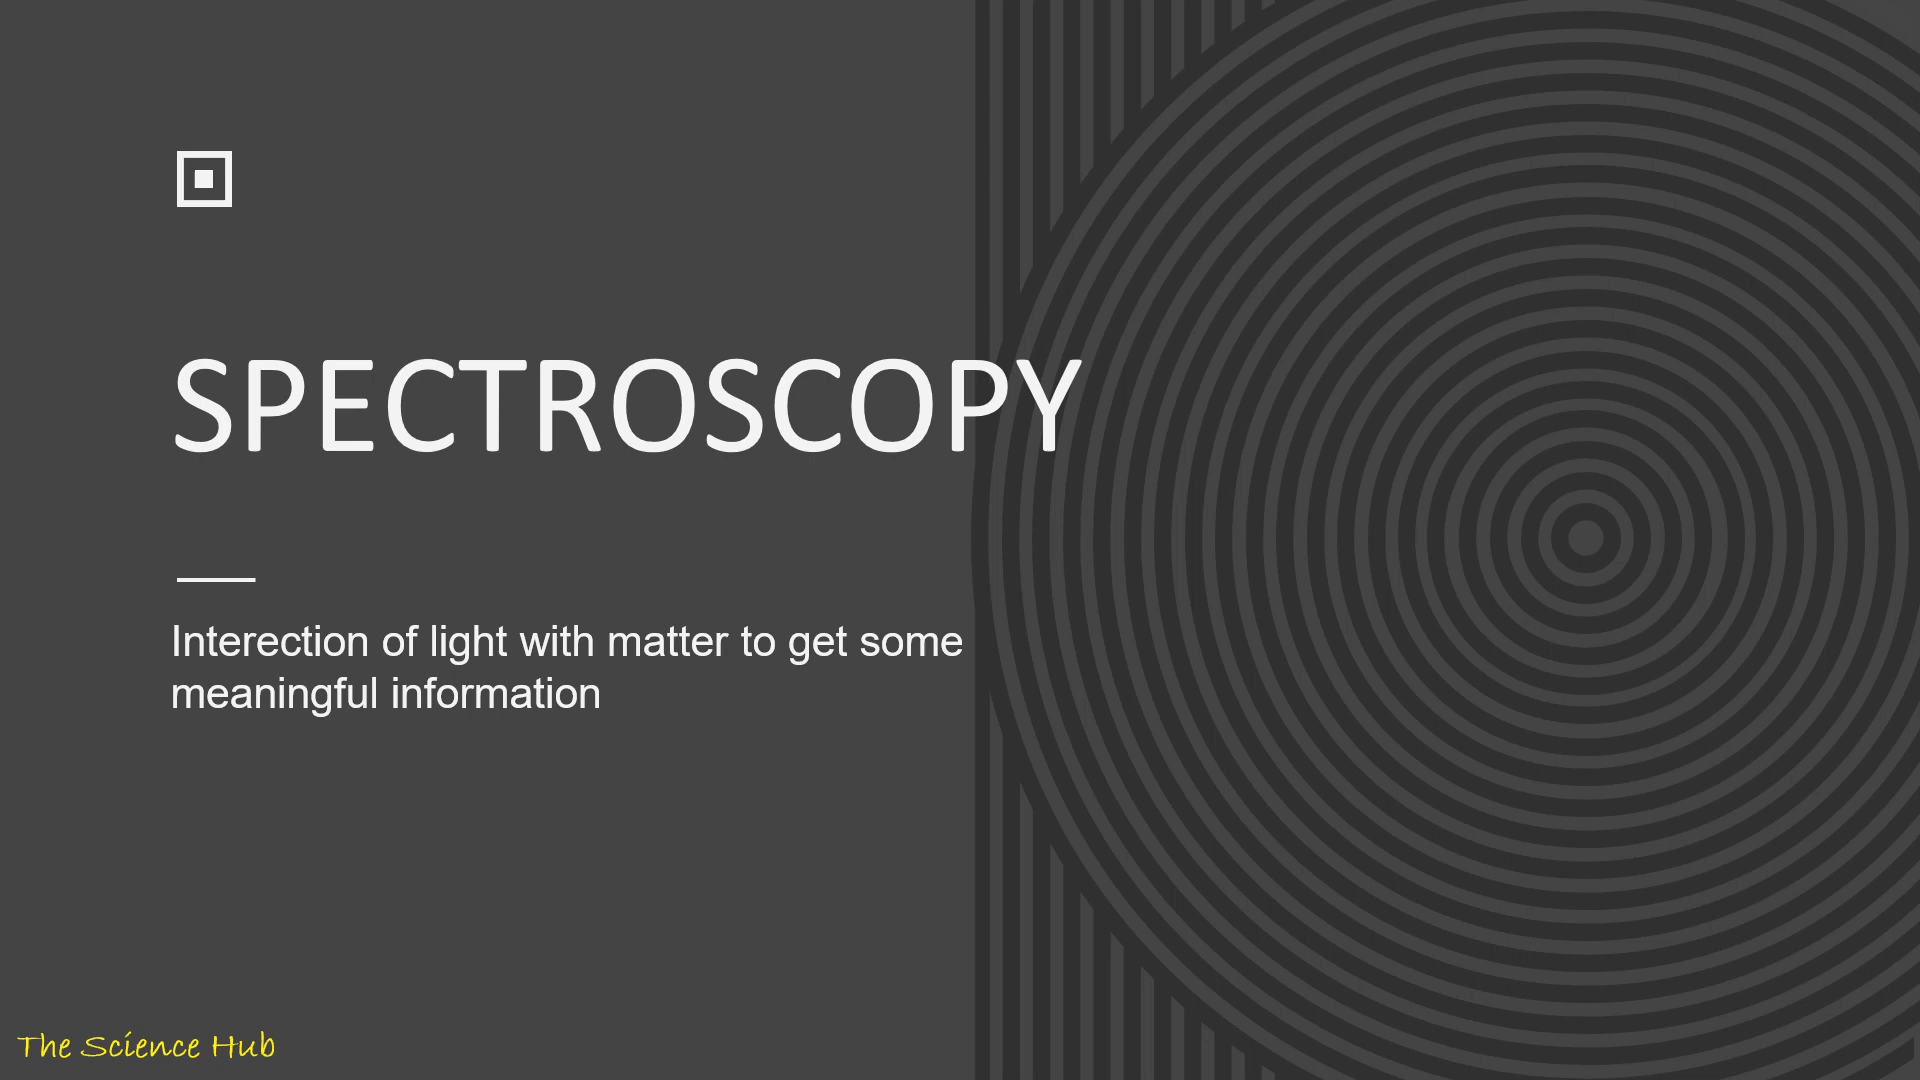 SPECTROSCOPY
Interection of light with matter to get some
meaningful information
The Science Hub